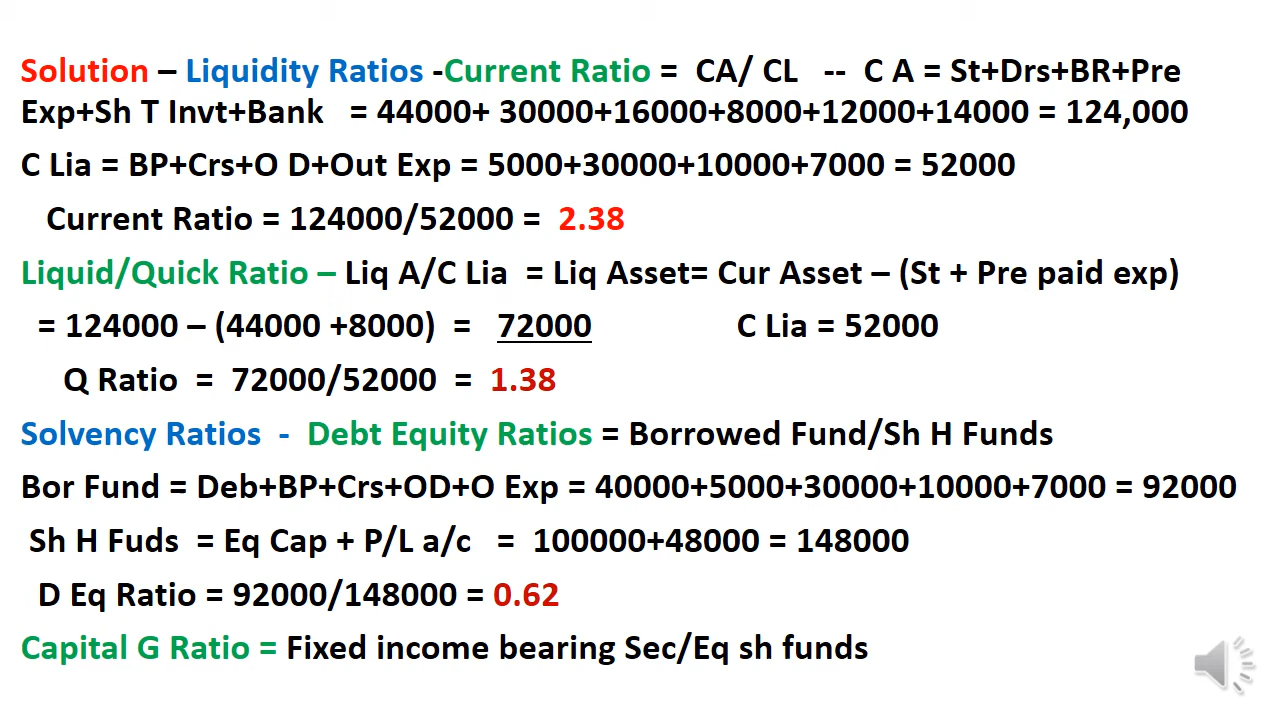 Solution – Liquidity Ratios -Current Ratio = CA/ CL -- C A = St+Drs+BR+Pre
Exp+Sh T Invt+Bank = 44000+ 30000+16000+8000+12000+14000 = 124,000
C Lia = BP+Crs+O D+Out Exp = 5000+30000+10000+7000 = 52000
Current Ratio = 124000/52000 = 2.38
Liquid/Quick Ratio – Liq A/C Lia = Liq Asset= Cur Asset – (St + Pre paid exp)
= 124000 – (44000 +8000) = 72000 C Lia = 52000
Q Ratio = 72000/52000 = 1.38
Solvency Ratios - Debt Equity Ratios = Borrowed Fund/Sh H Funds
Bor Fund = Deb+BP+Crs+OD+O Exp = 40000+5000+30000+10000+7000 = 92000
Sh H Fuds = Eq Cap + P/L a/c = 100000+48000 = 148000
D Eq Ratio = 92000/148000 = 0.62
Capital G Ratio = Fixed income bearing Sec/Eq sh funds